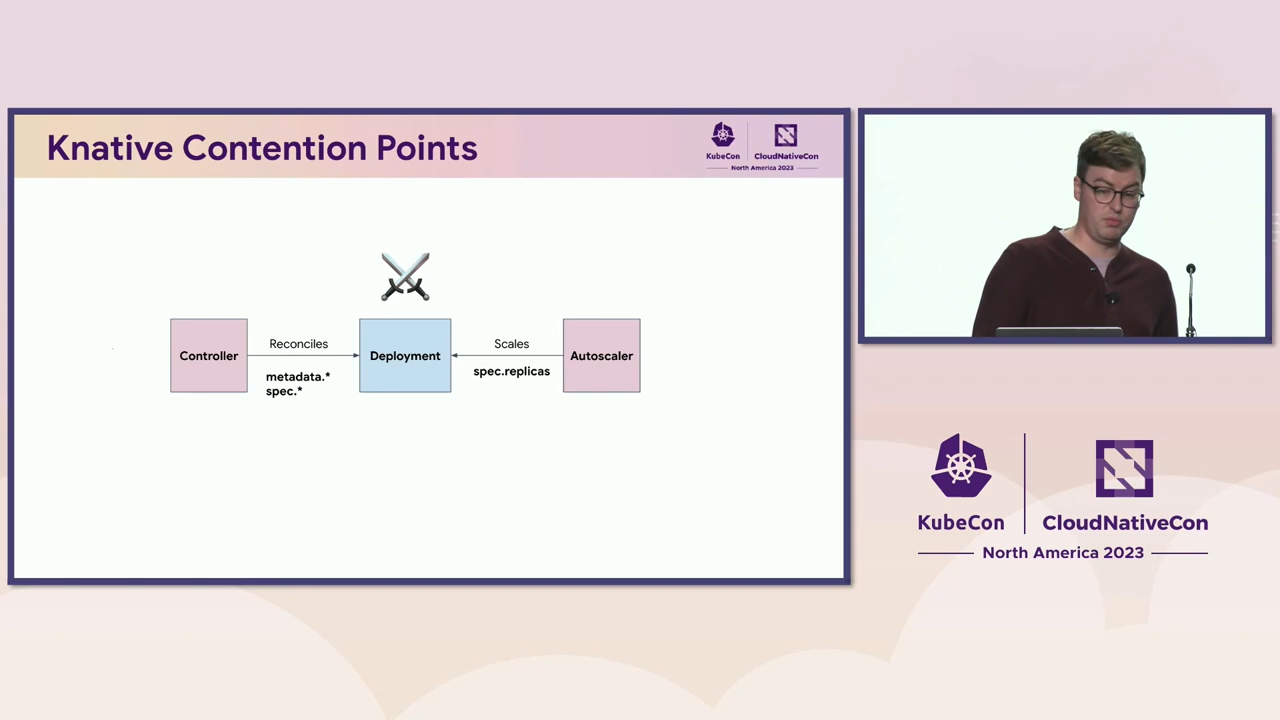 Knative Contention Points
KubeCon
CloudNativeCon
North America 2023
Controller
Reconciles
metadata.*
spec.*
Deployment
Scales
spec.replicas
Autoscaler
KubeCon
CloudNativeCon
North America 2023